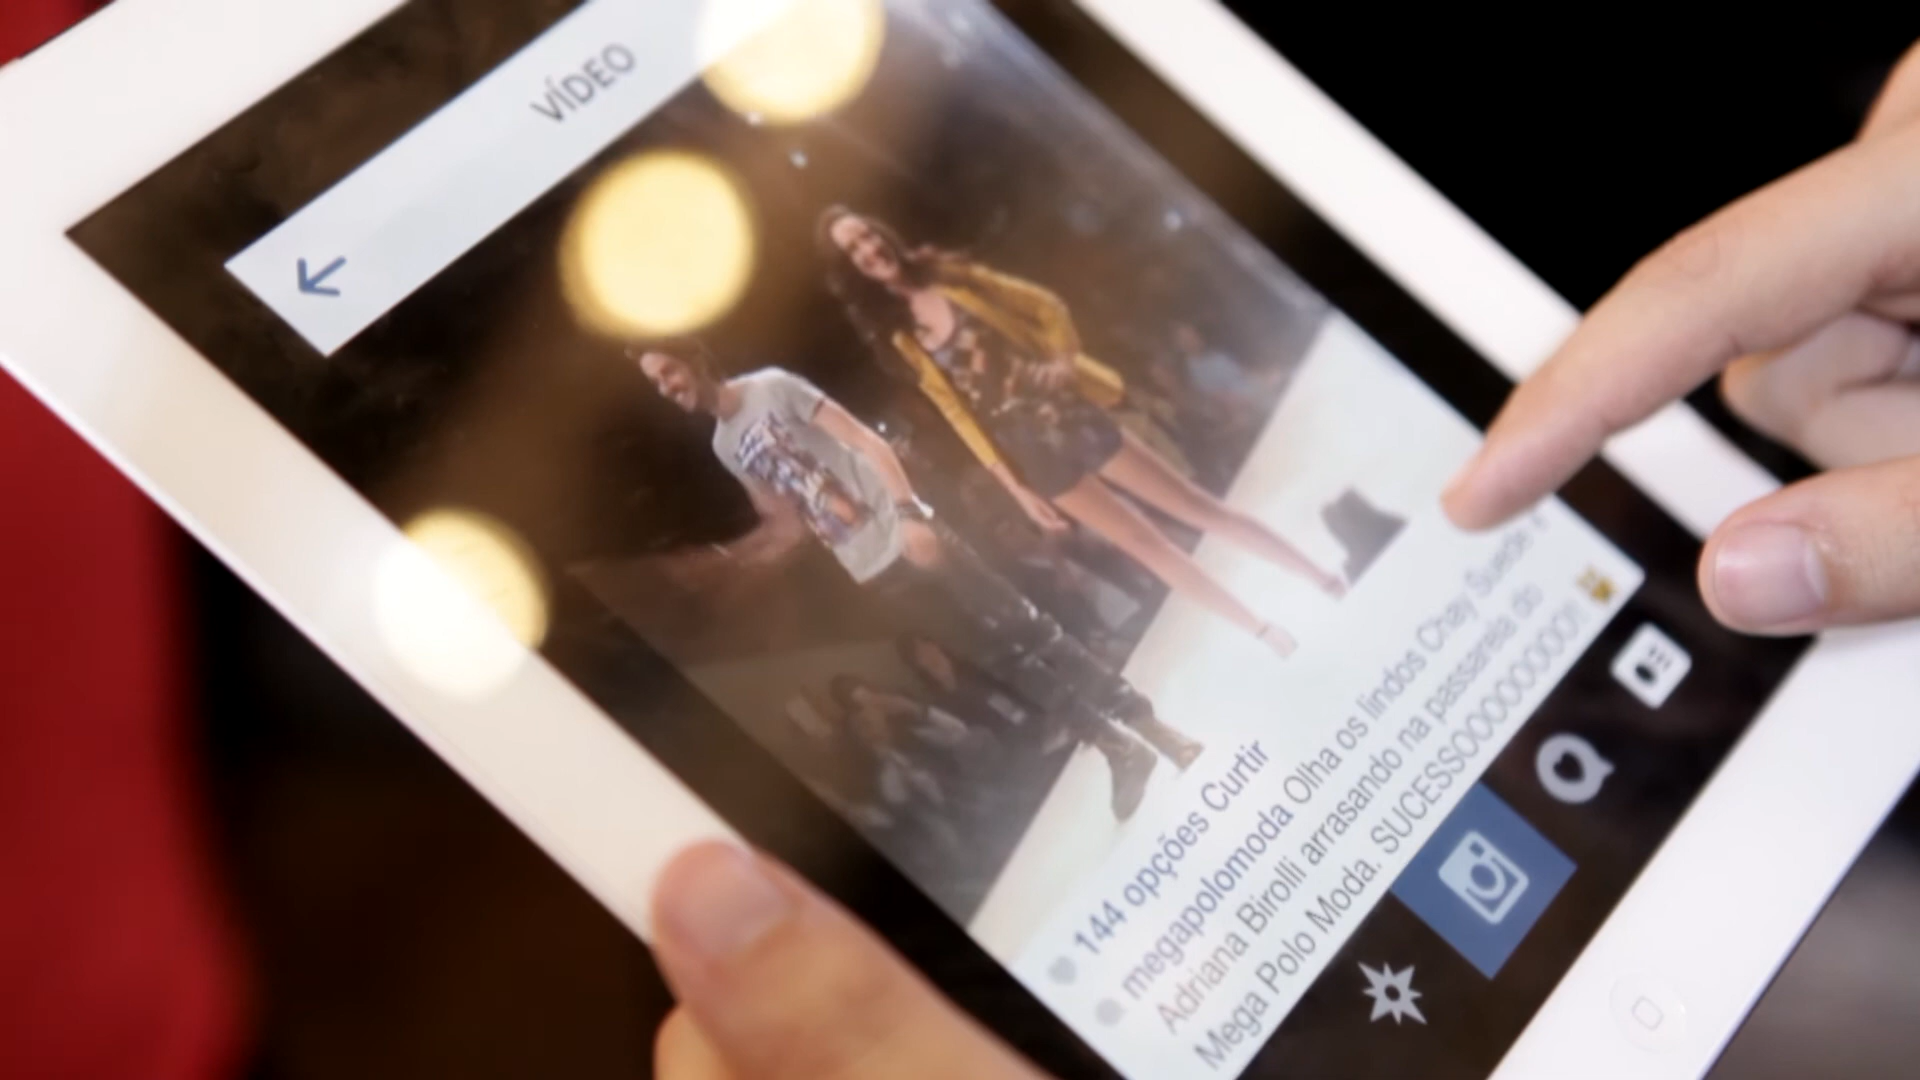 VÍDEO
144 opções Curtir
megapolomoda Olha os lindos Chay Suede e
Adriana Birolli arrasando na passarela do
Mega Polo Moda.